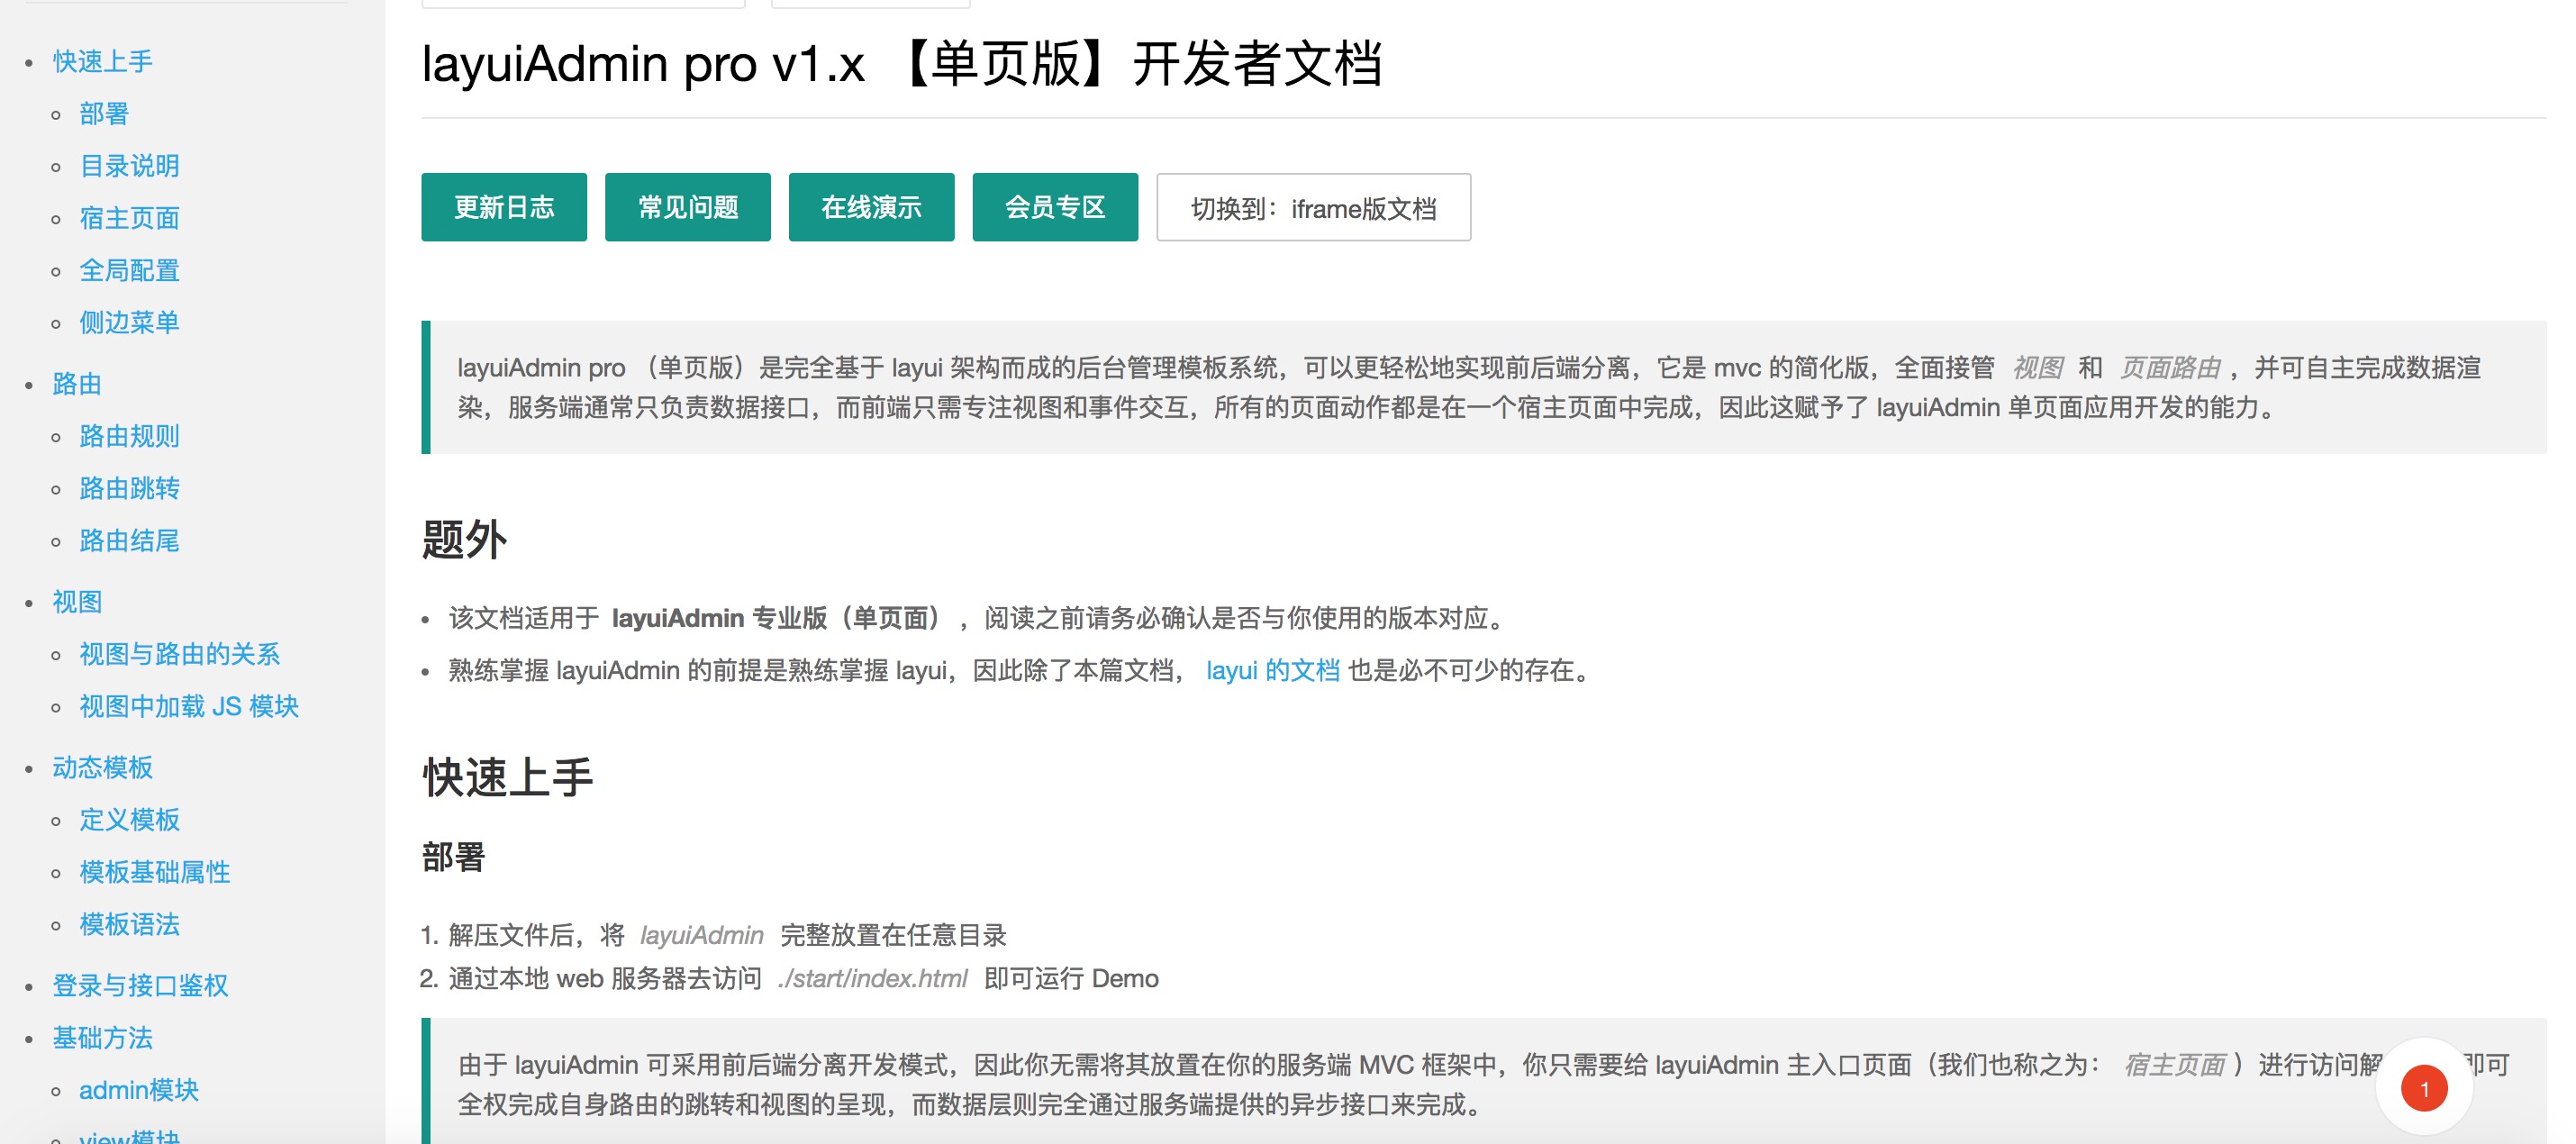 快速上手
部署
目录说明
宿主页面
全局配置
侧边菜单
路由
路由规则
路由跳转
路由结尾
视图
视图与路由的关系
视图中加载 JS 模块
动态模板
定义模板
模板基础属性
模板语法
登录与接口鉴权
基础方法
admin模块
view模块
layuiAdmin pro v1.x 【单页版】开发者文档
更新日志 常见问题 在线演示 会员专区 切换到：iframe版文档
layuiAdmin pro （单页版）是完全基于 layui 架构而成的后台管理模板系统，可以更轻松地实现前后端分离，它是 mvc 的简化版，全面接管 视图 和 页面路由 ，并可自主完成数据渲
染，服务端通常只负责数据接口，而前端只需专注视图和事件交互，所有的页面动作都是在一个宿主页面中完成，因此这赋予了 layuiAdmin 单页面应用开发的能力。
题外
该文档适用于 layuiAdmin 专业版（单页面） ，阅读之前请务必确认是否与你使用的版本对应。
熟练掌握 layuiAdmin 的前提是熟练掌握 layui，因此除了本篇文档， layui 的文档 也是必不可少的存在。
快速上手
部署
1. 解压文件后，将 layuiAdmin 完整放置在任意目录
2. 通过本地 web 服务器去访问 ./start/index.html 即可运行 Demo
由于 layuiAdmin 可采用前后端分离开发模式，因此你无需将其放置在你的服务端 MVC 框架中，你只需要给 layuiAdmin 主入口页面（我们也称之为： 宿主页面 ）进行访问解 即可
全权完成自身路由的跳转和视图的呈现，而数据层则完全通过服务端提供的异步接口来完成。
1